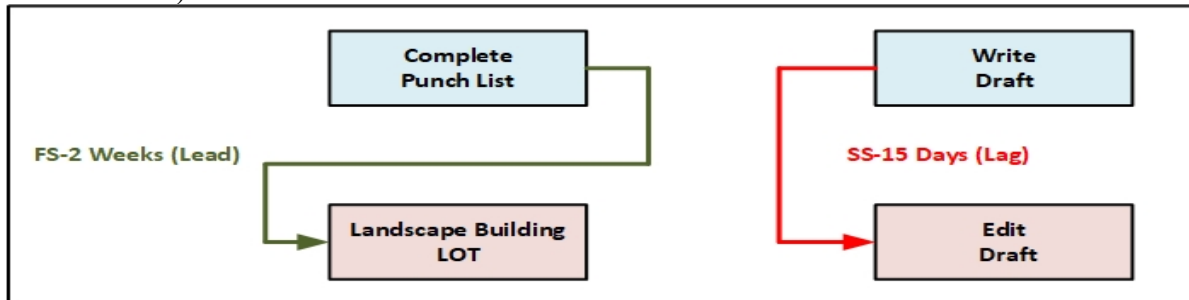 Complete
Punch List
Write
Draft
FS-2 Weeks (Lead)
SS-15 Days (Lag)
Landscape Building
LOT
Edit
Draft